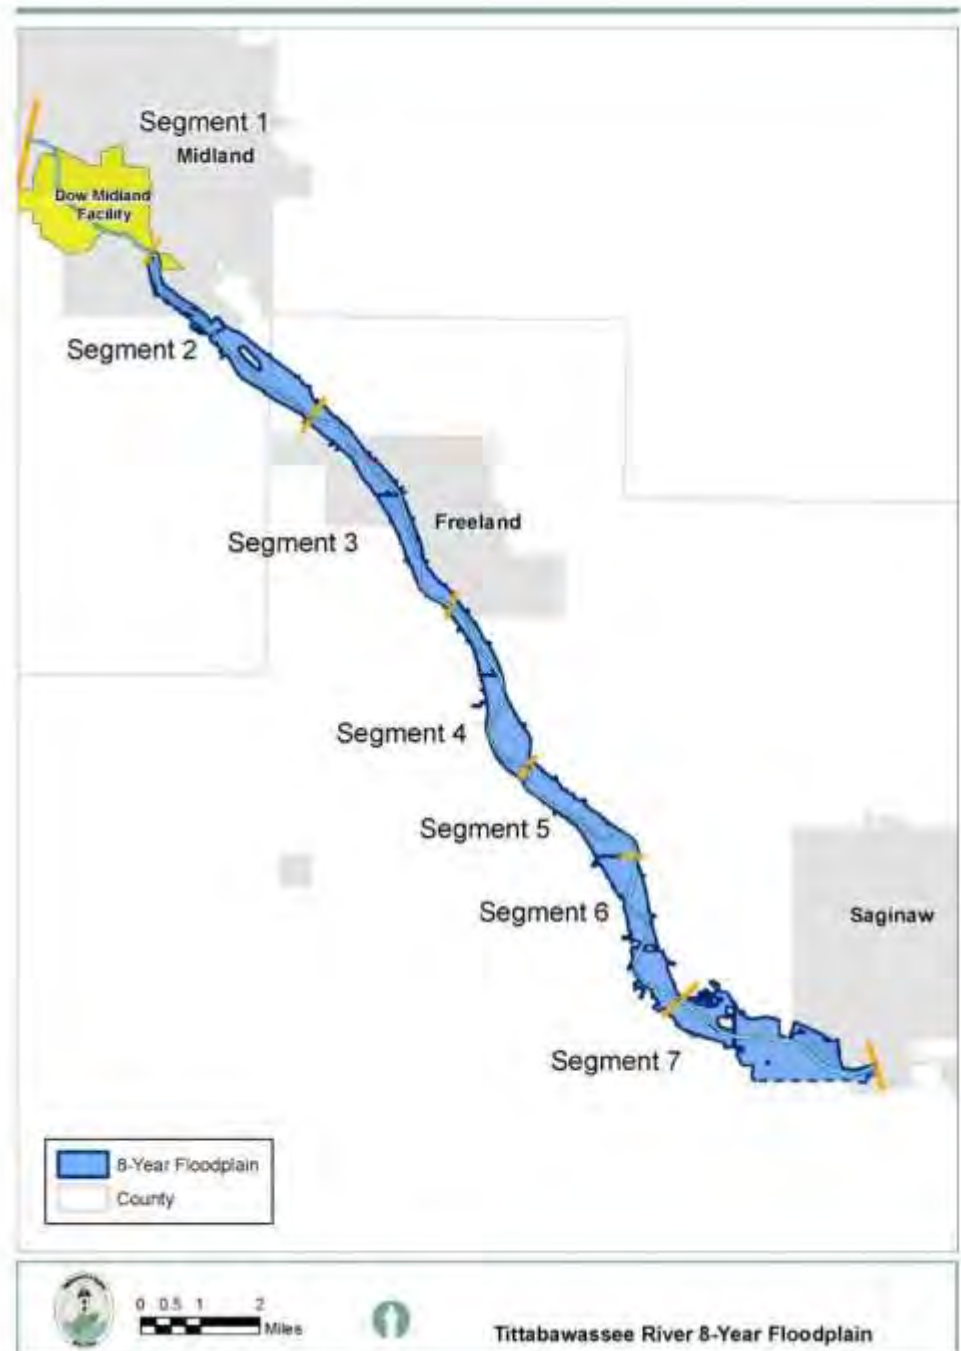 Segment 1
Midland
Dow Midland
Facility
Segment 2
Freeland
Segment 3
Segment 4
Segment 5
Segment 6
Saginaw
Segment 7
8-Year Floodplain
County
0 0.5 1 2
Miles
Tittabawassee River 8-Year Floodplain